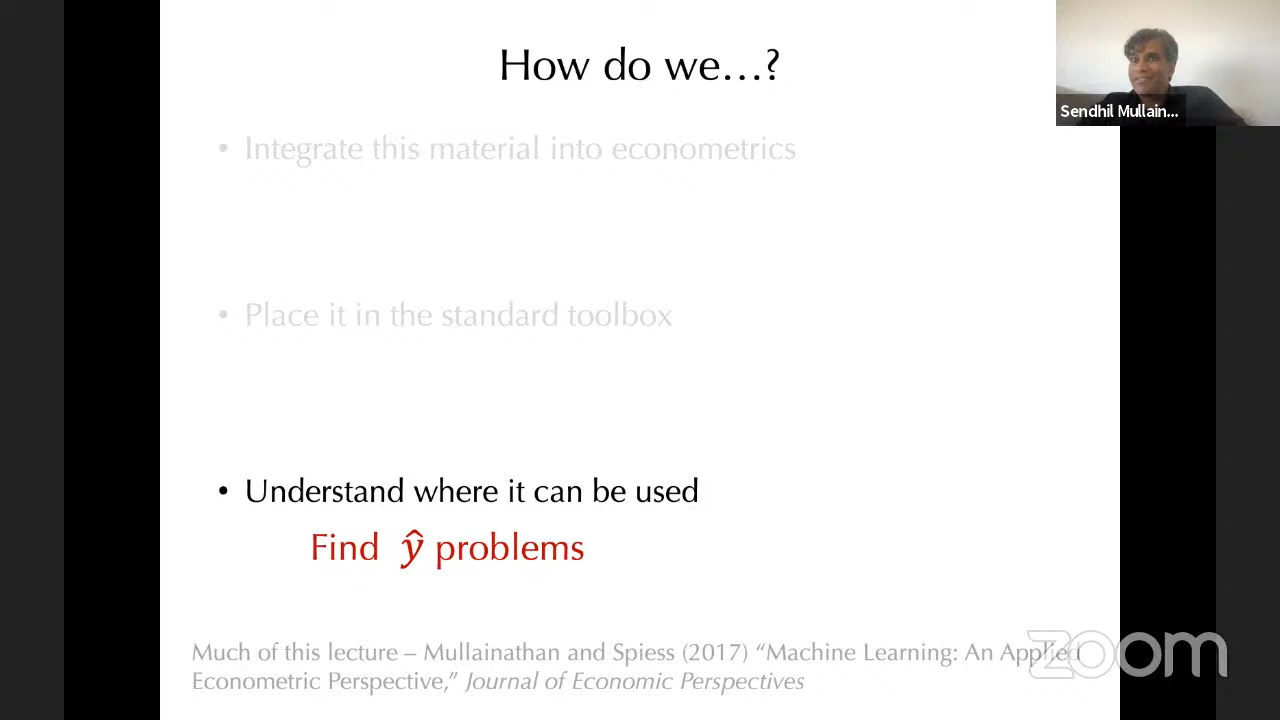 How do we...?
Sendhil Mullain...
• Integrate this material into econometrics
• Place it in the standard toolbox
• Understand where it can be used
Find ŷ problems
Much of this lecture – Mullainathan and Spiess (2017) “Machine Learning: An Applied
Econometric Perspective,” Journal of Economic Perspectives
zoom